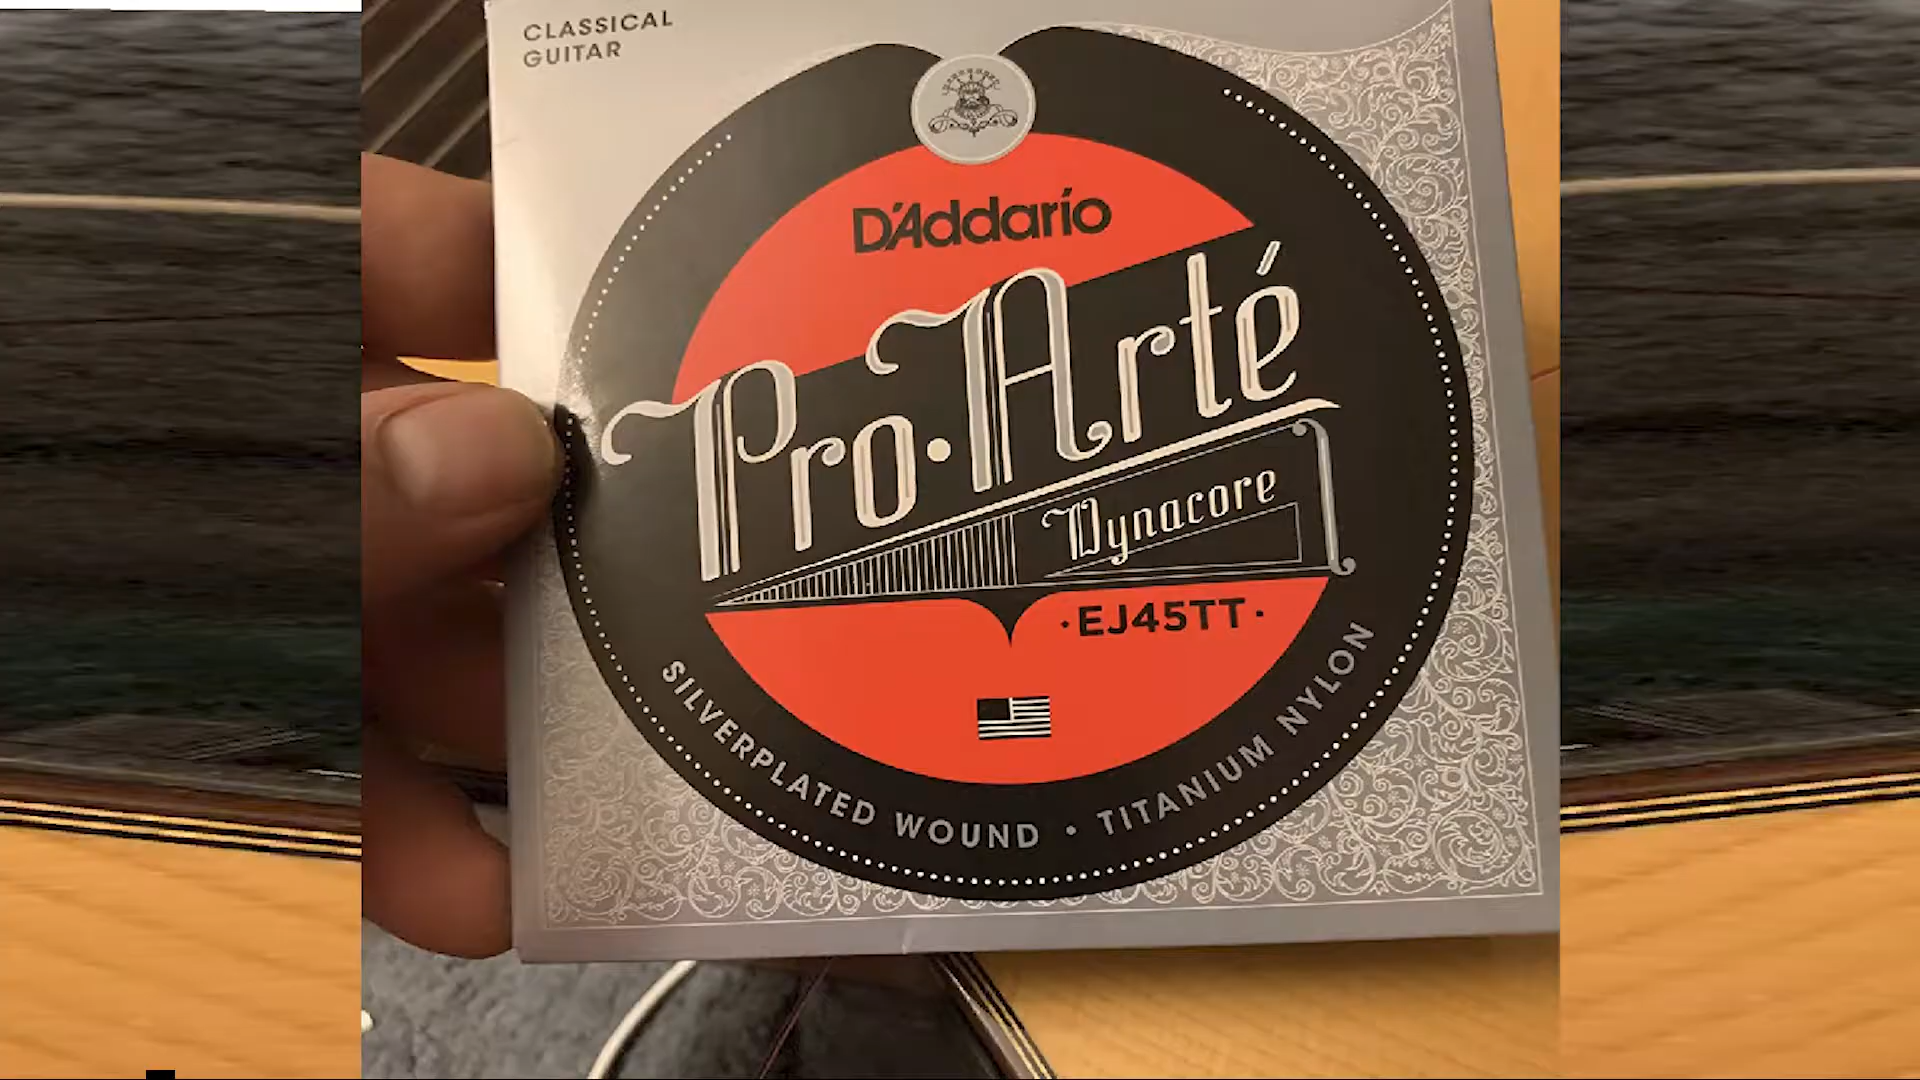 CLASSICAL
GUITAR
D'Addario
Pro·Arté
Dynacore
·EJ45TT·
SILVERPLATED WOUND • TITANIUM NYLON